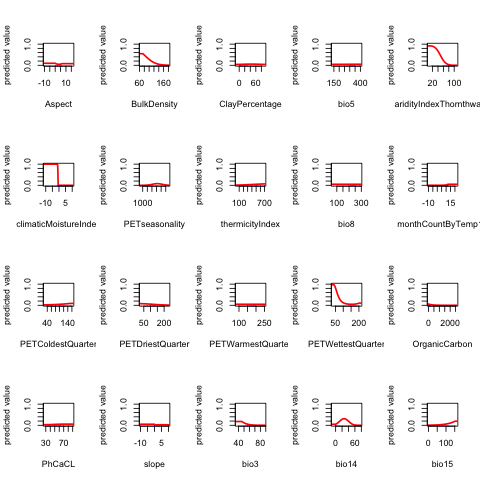 predicted value 0.0 1.0 -10 10 Aspect
predicted value 0.0 1.0 60 160 BulkDensity
predicted value 0.0 1.0 0 60 ClayPercentage
predicted value 0.0 1.0 150 400 bio5
predicted value 0.0 1.0 20 100 aridityIndexThornthwa
predicted value 0.0 1.0 -10 5 climaticMoistureInde
predicted value 0.0 1.0 1000 PETseasonality
predicted value 0.0 1.0 100 700 thermicityIndex
predicted value 0.0 1.0 100 300 bio8
predicted value 0.0 1.0 -10 15 monthCountByTemp1
predicted value 0.0 1.0 40 140 PETColdestQuarter
predicted value 0.0 1.0 50 200 PETDriestQuarter
predicted value 0.0 1.0 100 250 PETWarmestQuarte
predicted value 0.0 1.0 50 200 PETWettestQuarter
predicted value 0.0 1.0 0 2000 OrganicCarbon
predicted value 0.0 1.0 30 70 PhCaCL
predicted value 0.0 1.0 -10 5 slope
predicted value 0.0 1.0 40 80 bio3
predicted value 0.0 1.0 0 60 bio14
predicted value 0.0 1.0 0 100 bio15